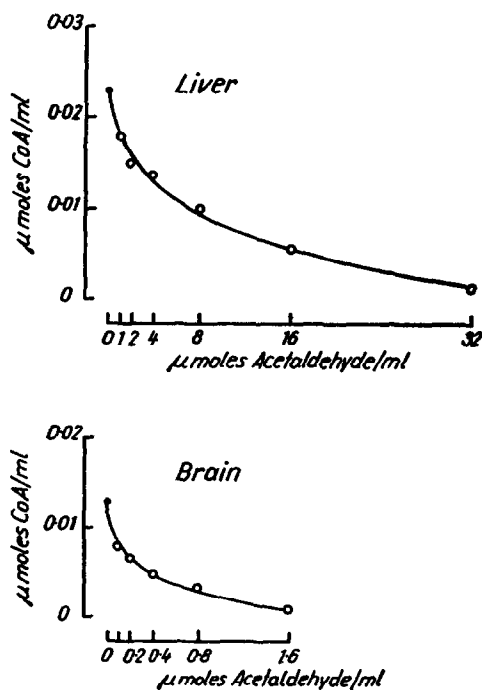 0·03
0·02
0·01
0
μ moles CoA/ml
Liver
0 1 2 4 8 16 32
μ moles Acetaldehyde/ml
0·02
0·01
0
μ moles CoA/ml
Brain
0 0·2 0·4 0·8 1·6
μ moles Acetaldehyde/ml